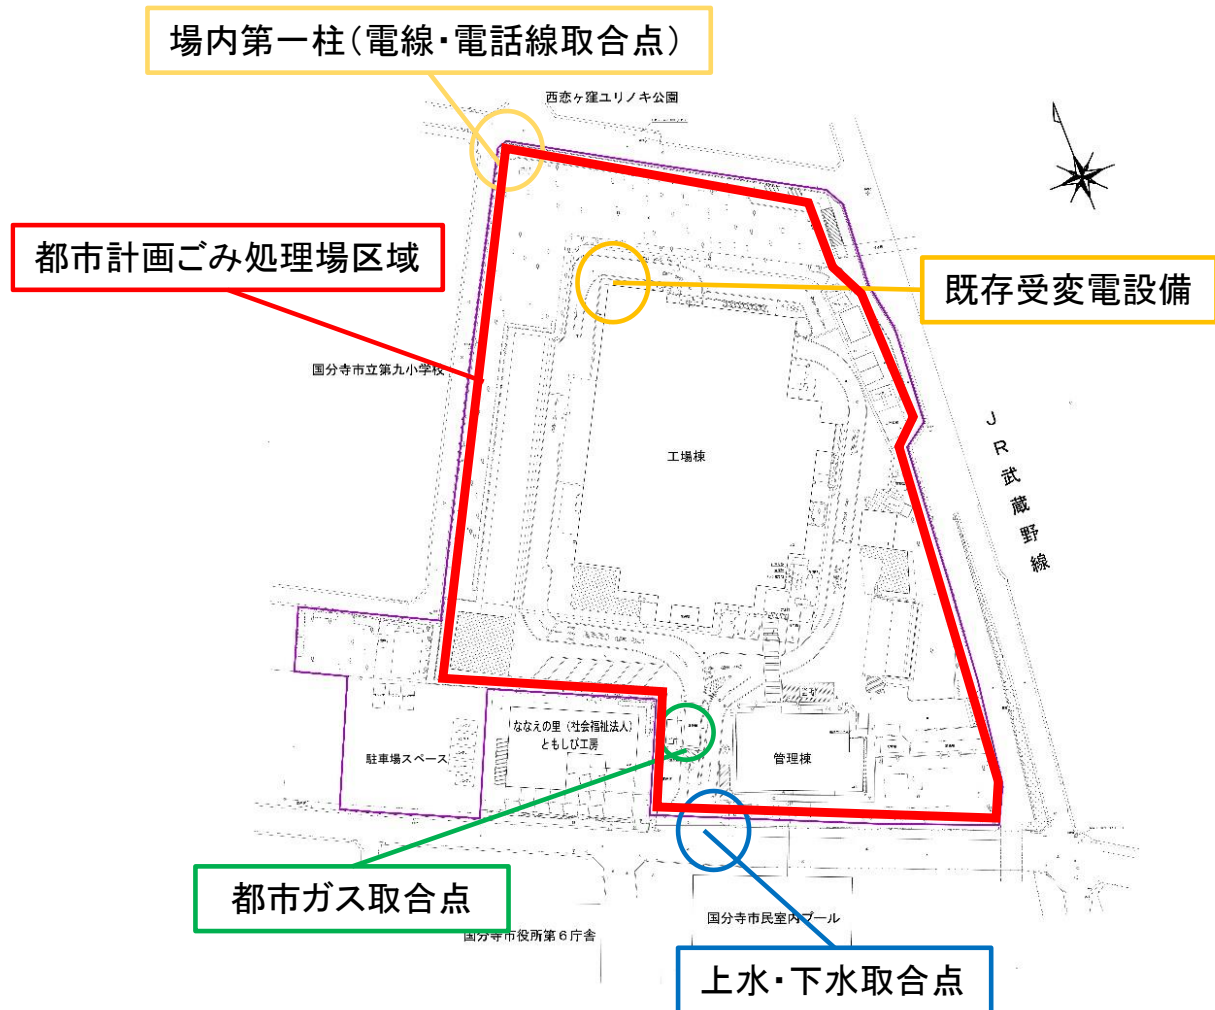 場内第一柱（電線・電話線取合点）
西恋ヶ窪ユリノキ公園
都市計画ごみ処理場区域
既存受変電設備
国分寺市立第九小学校
工場棟
JR武蔵野線
ななえの里（社会福祉法人）
ともしび工房
駐車場スペース
管理棟
都市ガス取合点
国分寺市役所第６庁舎
国分寺市民室内プール
上水・下水取合点